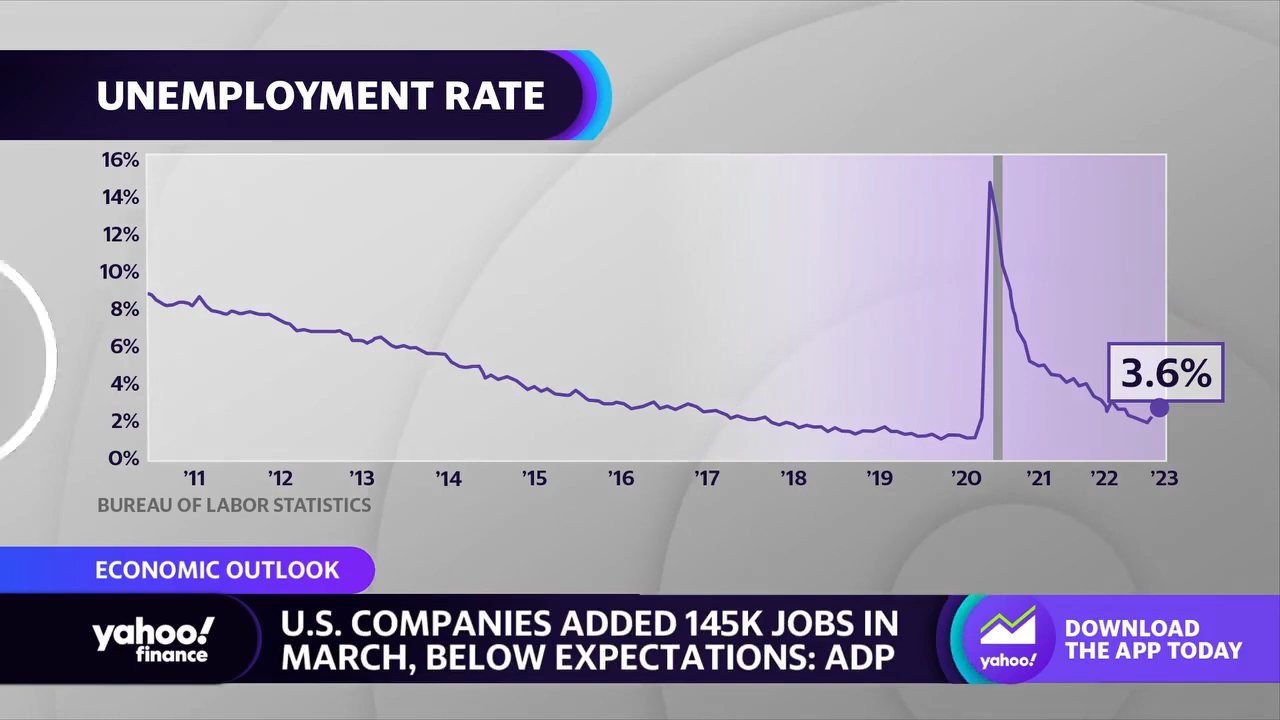 UNEMPLOYMENT RATE
16%
14%
12%
10%
8%
6%
4%
2%
0%
3.6%
’11 ’12 ’13 ’14 ’15 ’16 ’17 ’18 ’19 ’20 ’21 ’22 ’23
BUREAU OF LABOR STATISTICS
ECONOMIC OUTLOOK
yahoo!
finance
U.S. COMPANIES ADDED 145K JOBS IN
MARCH, BELOW EXPECTATIONS: ADP
yahoo!
DOWNLOAD
THE APP TODAY